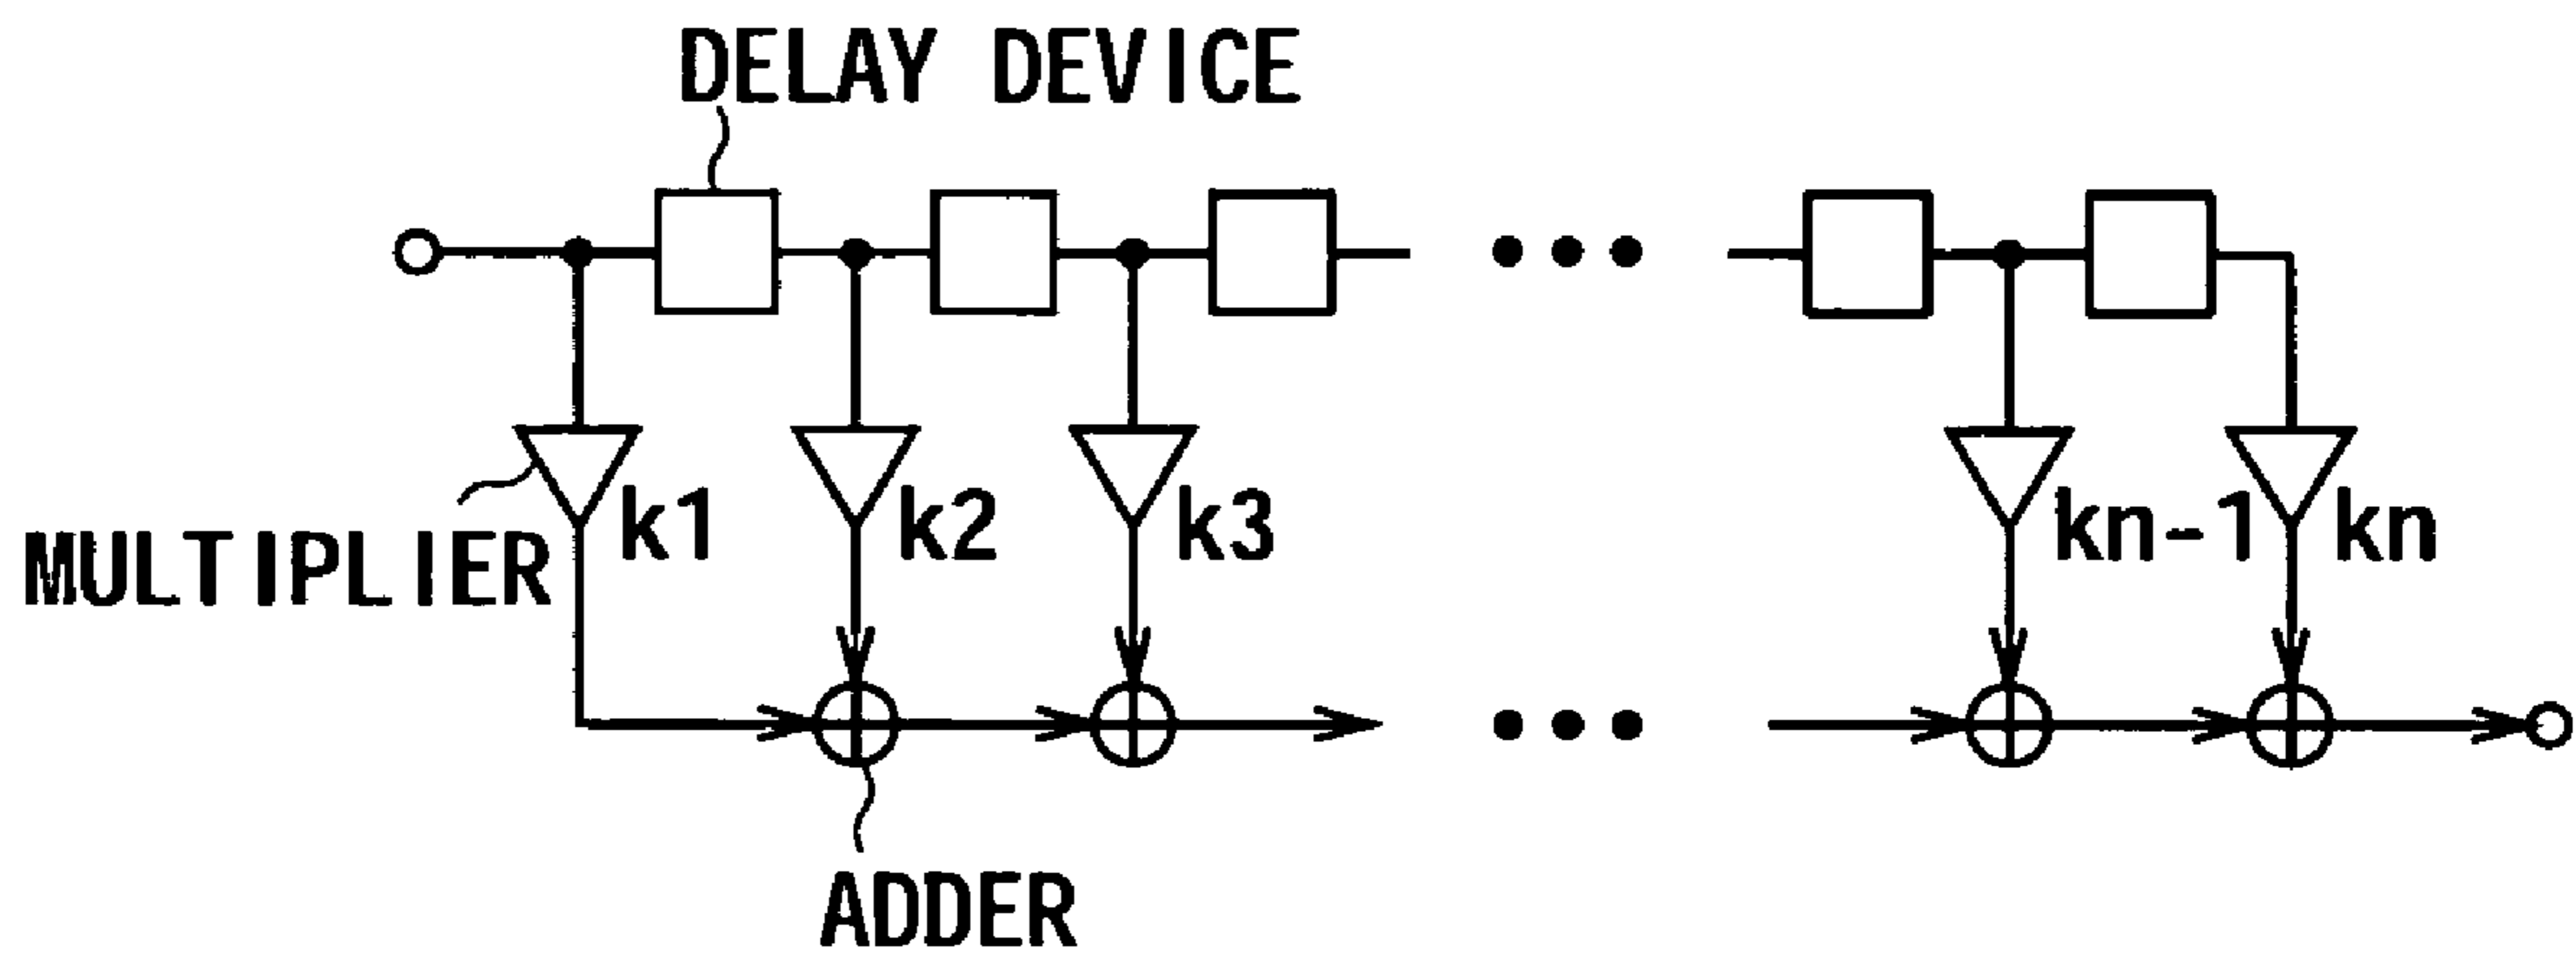 DELAY DEVICE
k1
k2
k3
kn-1
kn
MULTIPLIER
ADDER